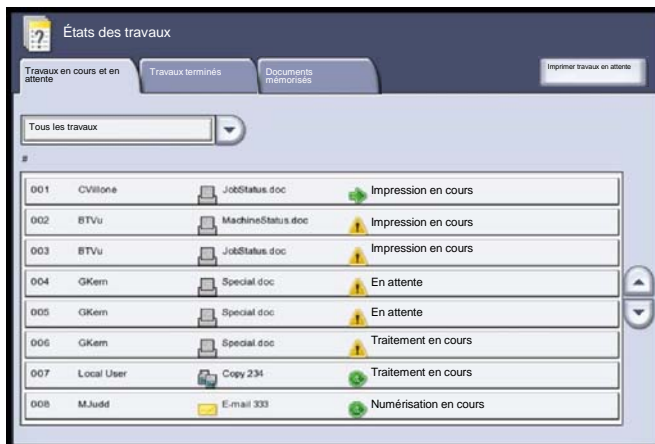 États des travaux
Travaux en cours et en attente
Travaux terminés
Documents mémorisés
Imprimer travaux en attente
Tous les travaux
#
001 CVillone JobStatus.doc Impression en cours
002 BTVu MachineStatus.doc Impression en cours
003 BTVu JobStatus.doc Impression en cours
004 GKern Special.doc En attente
005 GKern Special.doc En attente
006 GKern Special.doc Traitement en cours
007 Local User Copy 234 Traitement en cours
008 MJudd E-mail 333 Numérisation en cours